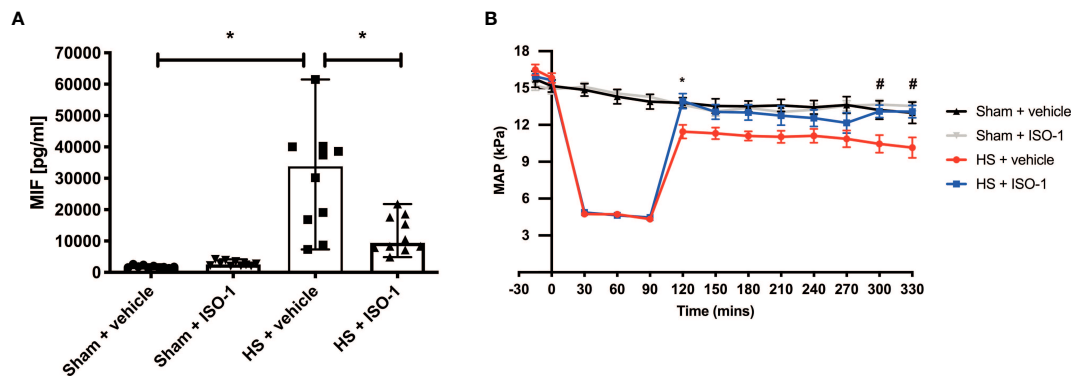 A
* *
MIF [pg/ml]
70000
60000
50000
40000
30000
20000
10000
0
Sham + vehicle
Sham + ISO-1
HS + vehicle
HS + ISO-1
B
MAP (kPa)
18
15
12
9
6
3
* # #
-30 0 30 60 90 120 150 180 210 240 270 300 330
Time (mins)
Sham + vehicle
Sham + ISO-1
HS + vehicle
HS + ISO-1